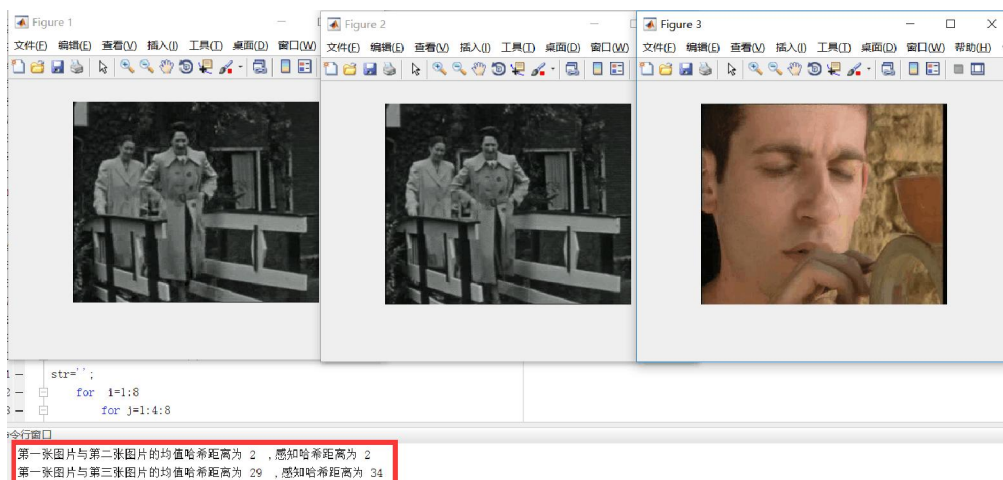 Figure 1
文件(F) 编辑(E) 查看(V) 插入(I) 工具(T) 桌面(D) 窗口(W)
Figure 2
文件(F) 编辑(E) 查看(V) 插入(I) 工具(T) 桌面(D) 窗口(W)
Figure 3
文件(F) 编辑(E) 查看(V) 插入(I) 工具(T) 桌面(D) 窗口(W) 帮助(H)
str='';
for i=1:8
for j=1:4:8
令行窗口
第一张图片与第二张图片的均值哈希距离为 2 ,感知哈希距离为 2
第一张图片与第三张图片的均值哈希距离为 29 ,感知哈希距离为 34